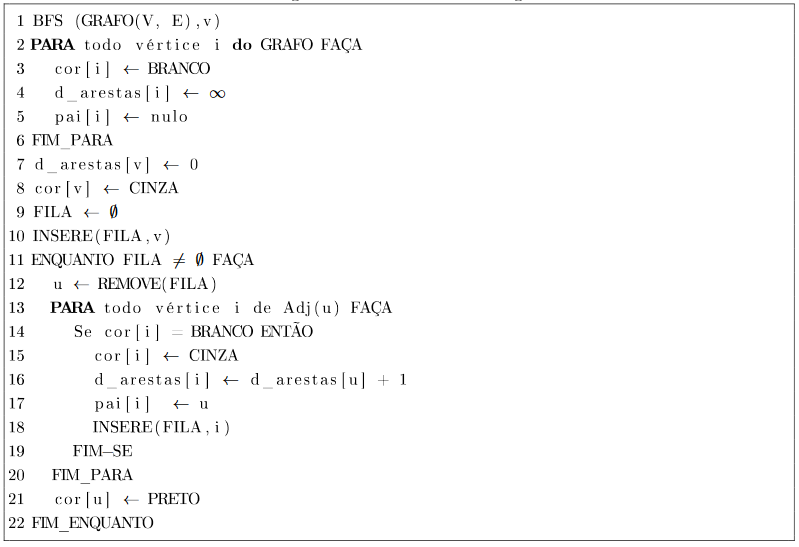 1 BFS (GRAFO(V, E),v)
2 PARA todo vértice i do GRAFO FAÇA
3 cor[i] ← BRANCO
4 d_arestas[i] ← ∞
5 pai[i] ← nulo
6 FIM_PARA
7 d_arestas[v] ← 0
8 cor[v] ← CINZA
9 FILA ← ∅
10 INSERE(FILA,v)
11 ENQUANTO FILA ≠ ∅ FAÇA
12 u ← REMOVE(FILA)
13 PARA todo vértice i de Adj(u) FAÇA
14 Se cor[i] = BRANCO ENTÃO
15 cor[i] ← CINZA
16 d_arestas[i] ← d_arestas[u] + 1
17 pai[i] ← u
18 INSERE(FILA,i)
19 FIM–SE
20 FIM_PARA
21 cor[u] ← PRETO
22 FIM_ENQUANTO